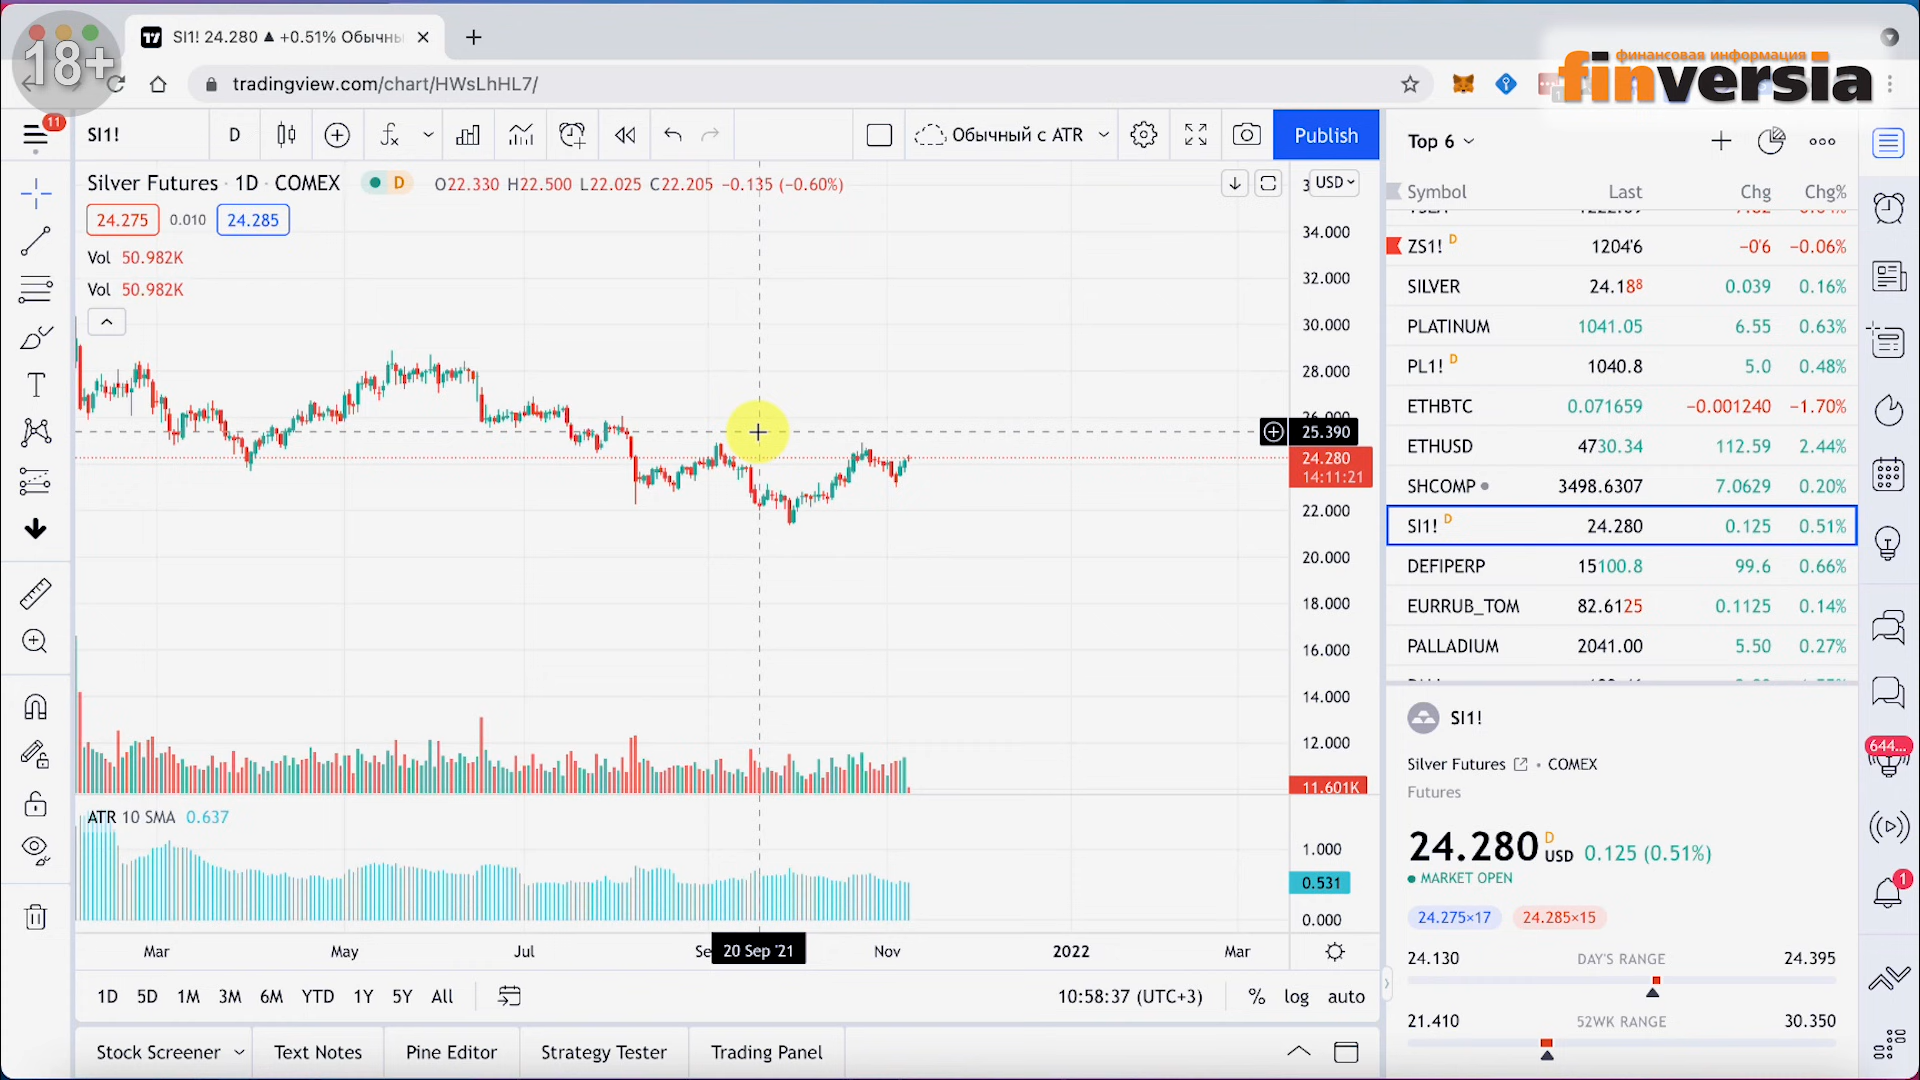 18+
SI1! 24.280 ▲ +0.51% Обычны
tradingview.com/chart/HWsLhHL7/
финансовая информация
finversia
11
SI1!
D
Обычный с ATR
Publish
Silver Futures · 1D · COMEX
D
O22.330 H22.500 L22.025 C22.205 −0.135 (−0.60%)
USD
24.275 0.010 24.285
Vol 50.982K
Vol 50.982K
34.000
32.000
30.000
28.000
26.000
25.390
24.280
14:11:21
22.000
20.000
18.000
16.000
14.000
12.000
11.601K
ATR 10 SMA 0.637
1.000
0.531
0.000
Mar May Jul Se 20 Sep '21 Nov 2022 Mar
1D 5D 1M 3M 6M YTD 1Y 5Y All
10:58:37 (UTC+3) % log auto
Stock Screener Text Notes Pine Editor Strategy Tester Trading Panel
Top 6
Symbol Last Chg Chg%
ZS1! D 1204'6 −0'6 −0.06%
SILVER 24.188 0.039 0.16%
PLATINUM 1041.05 6.55 0.63%
PL1! D 1040.8 5.0 0.48%
ETHBTC 0.071659 −0.001240 −1.70%
ETHUSD 4730.34 112.59 2.44%
SHCOMP 3498.6307 7.0629 0.20%
SI1! D 24.280 0.125 0.51%
DEFIPERP 15100.8 99.6 0.66%
EURRUB_TOM 82.6125 0.1125 0.14%
PALLADIUM 2041.00 5.50 0.27%
SI1!
Silver Futures • COMEX
Futures
24.280 D USD 0.125 (0.51%)
MARKET OPEN
24.275×17 24.285×15
24.130 DAY'S RANGE 24.395
21.410 52WK RANGE 30.350
644...
1